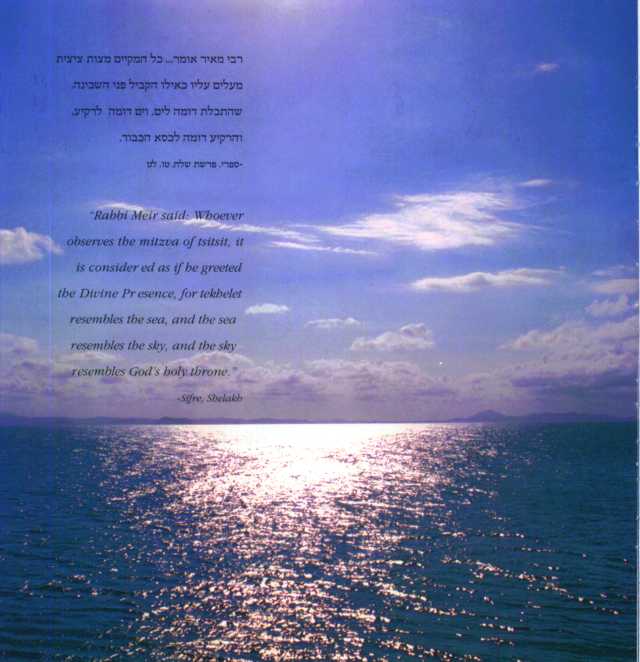 רבי מאיר אומר... כל המקיים מצות ציצית
מעלים עליו כאילו הקביל פני השכינה.
שהתכלת דומה לים. וים דומה לרקיע.
והרקיע דומה לכסא הכבוד.
-ספרי. פרשת שלח. טו. לט
"Rabbi Meir said: Whoever
observes the mitzva of tsitsit, it
is consider ed as if he greeted
the Divine Pr esence, for tekhelet
resembles the sea, and the sea
resembles the sky, and the sky
resembles God's holy throne."
-Sifre, Shelakh